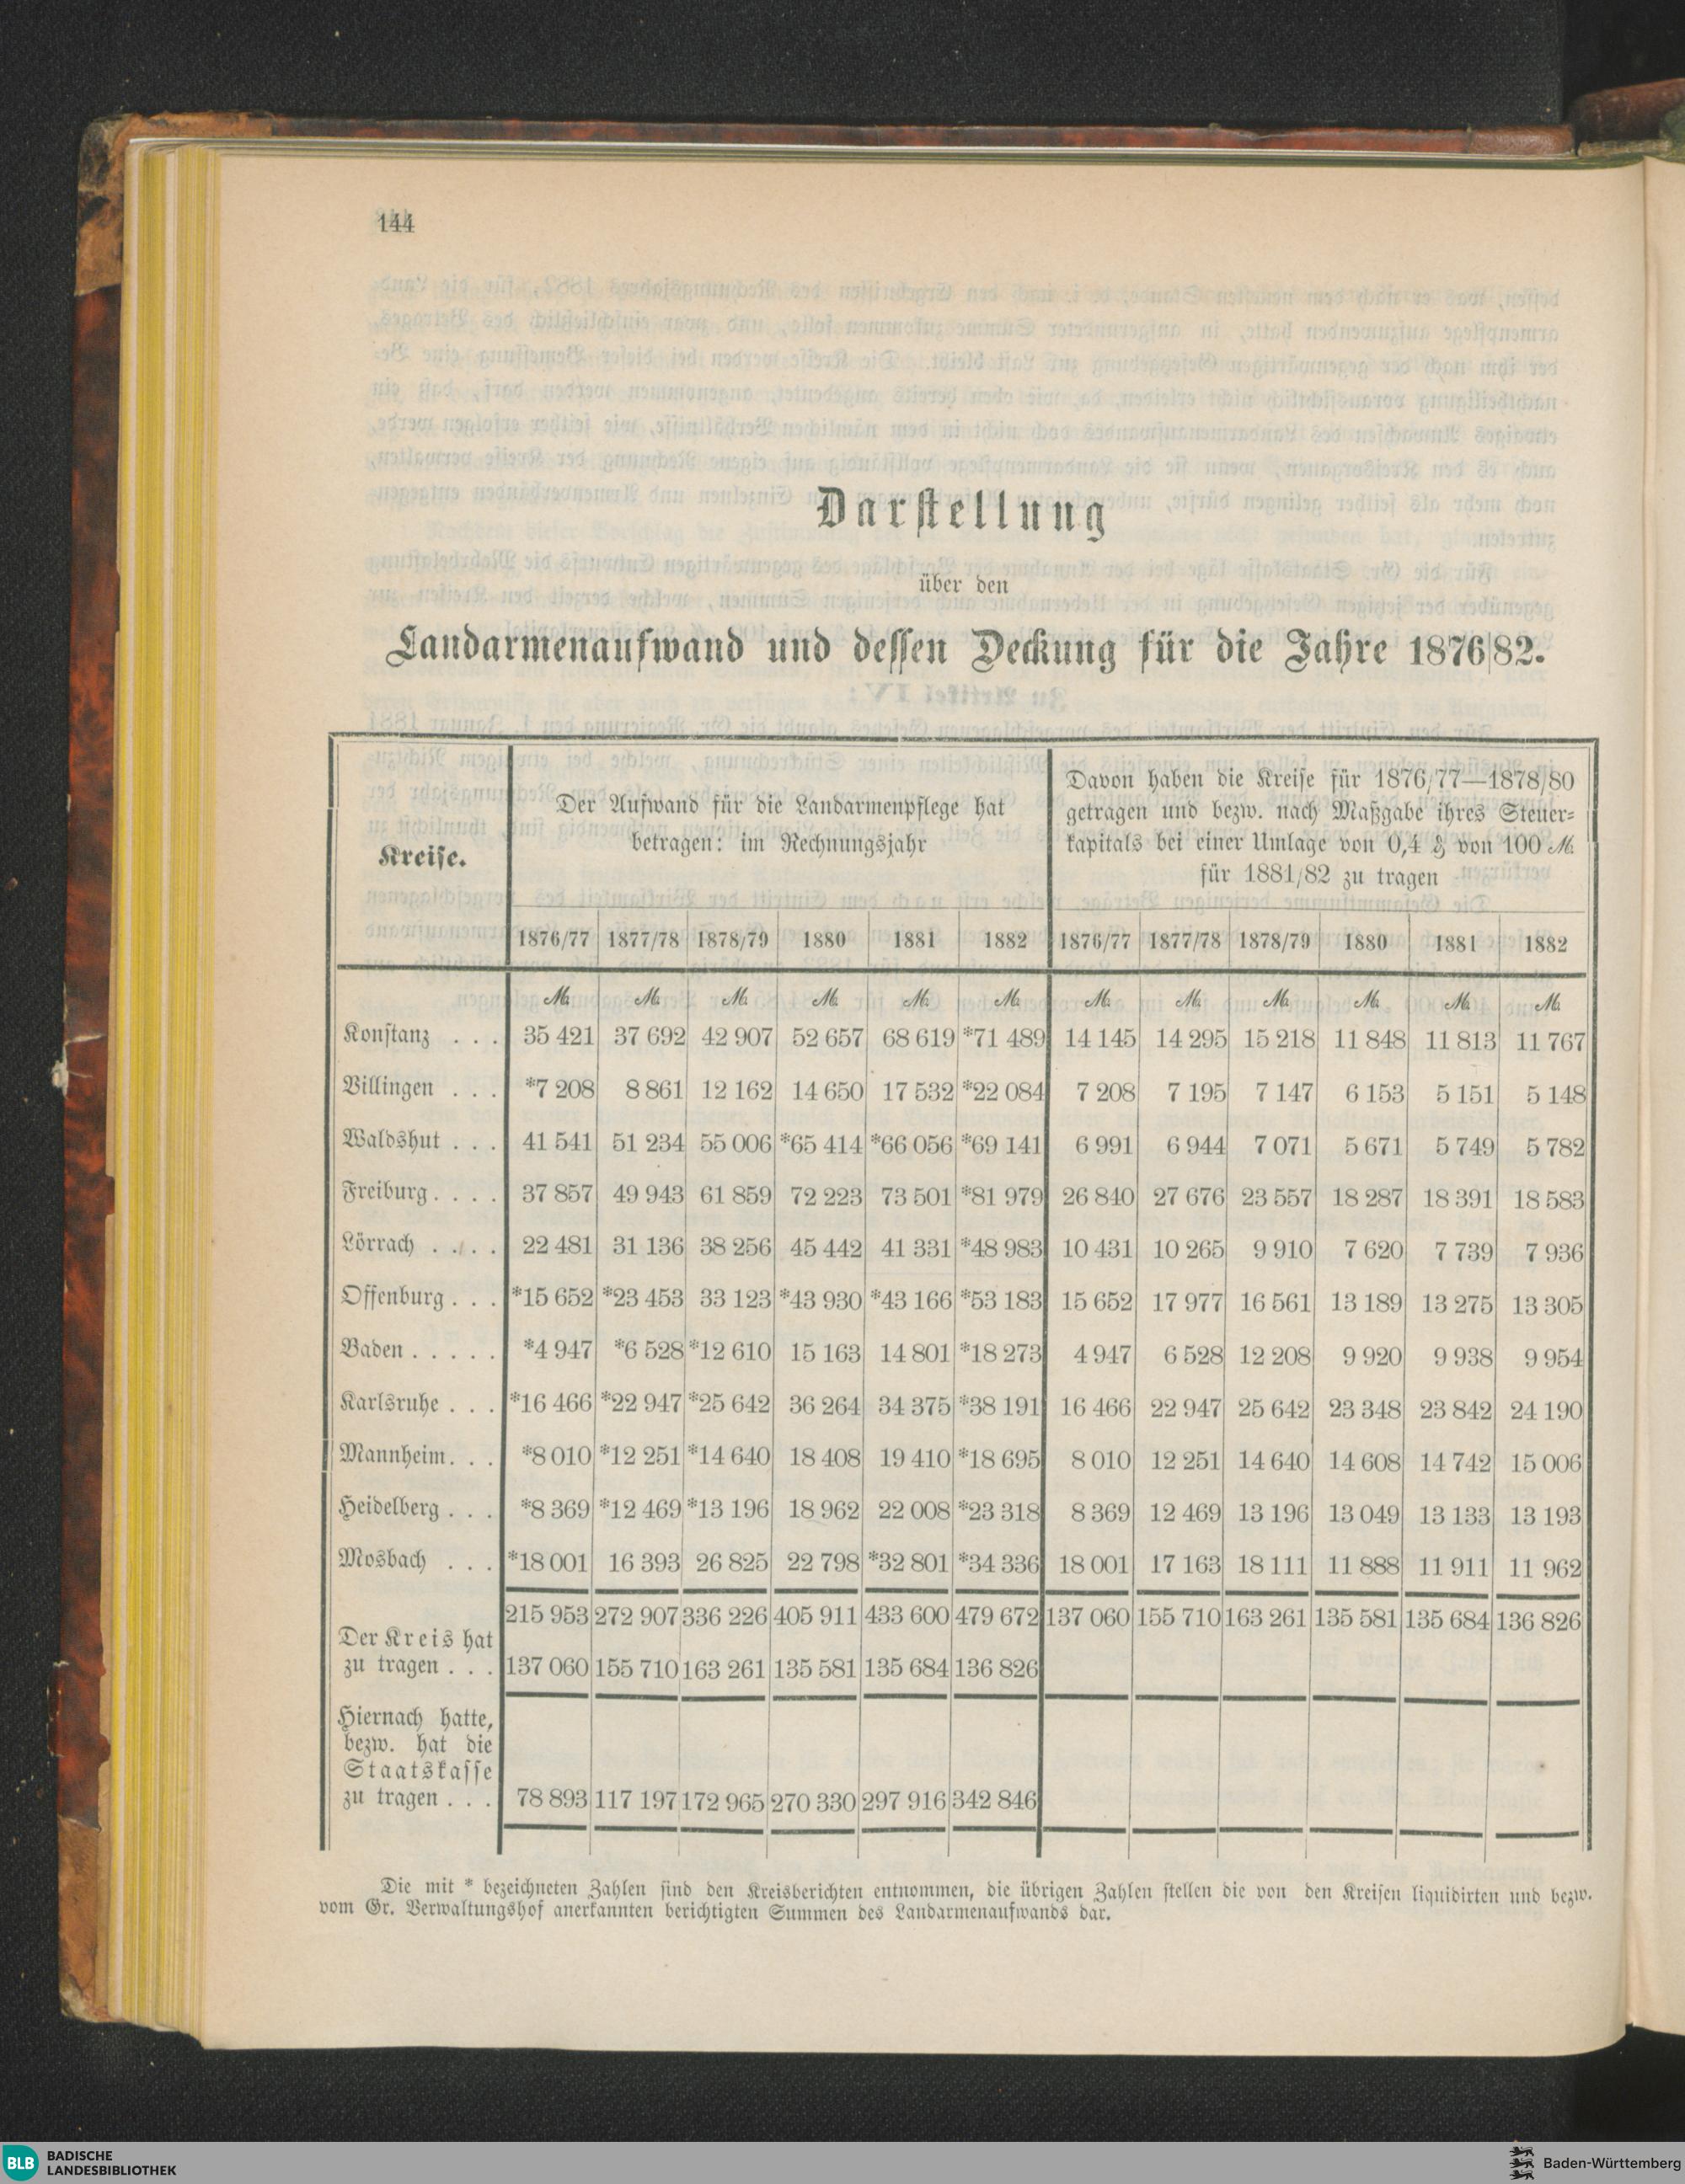 144
Darstellung
über den
Landarmenaufwand und dessen Deckung für die Jahre 1876/82.
Kreise. | Der Aufwand für die Landarmenpflege hat | Davon haben die Kreise für 1876/77—1878/80
betragen: im Rechnungsjahr | getragen und bezw. nach Maßgabe ihres Steuer=
kapitals bei einer Umlage von 0,4 ₰ von 100 ℳ
für 1881/82 zu tragen
1876/77 | 1877/78 | 1878/79 | 1880 | 1881 | 1882 | 1876/77 | 1877/78 | 1878/79 | 1880 | 1881 | 1882
ℳ | ℳ | ℳ | ℳ | ℳ | ℳ | ℳ | ℳ | ℳ | ℳ | ℳ | ℳ
Konstanz . . . | 35 421 | 37 692 | 42 907 | 52 657 | 68 619 | *71 489 | 14 145 | 14 295 | 15 218 | 11 848 | 11 813 | 11 767
Villingen . . . | *7 208 | 8 861 | 12 162 | 14 650 | 17 532 | *22 084 | 7 208 | 7 195 | 7 147 | 6 153 | 5 151 | 5 148
Waldshut . . . | 41 541 | 51 234 | 55 006 | *65 414 | *66 056 | *69 141 | 6 991 | 6 944 | 7 071 | 5 671 | 5 749 | 5 782
Freiburg . . . . | 37 857 | 49 943 | 61 859 | 72 223 | 73 501 | *81 979 | 26 840 | 27 676 | 23 557 | 18 287 | 18 391 | 18 583
Lörrach . . . . | 22 481 | 31 136 | 38 256 | 45 442 | 41 331 | *48 983 | 10 431 | 10 265 | 9 910 | 7 620 | 7 739 | 7 936
Offenburg . . . | *15 652 | *23 453 | 33 123 | *43 930 | *43 166 | *53 183 | 15 652 | 17 977 | 16 561 | 13 189 | 13 275 | 13 305
Baden . . . . . | *4 947 | *6 528 | *12 610 | 15 163 | 14 801 | *18 273 | 4 947 | 6 528 | 12 208 | 9 920 | 9 938 | 9 954
Karlsruhe . . . | *16 466 | *22 947 | *25 642 | 36 264 | 34 375 | *38 191 | 16 466 | 22 947 | 25 642 | 23 348 | 23 842 | 24 190
Mannheim . . . | *8 010 | *12 251 | *14 640 | 18 408 | 19 410 | *18 695 | 8 010 | 12 251 | 14 640 | 14 608 | 14 742 | 15 006
Heidelberg . . . | *8 369 | *12 469 | *13 196 | 18 962 | 22 008 | *23 318 | 8 369 | 12 469 | 13 196 | 13 049 | 13 133 | 13 193
Mosbach . . . | *18 001 | 16 393 | 26 825 | 22 798 | *32 801 | *34 336 | 18 001 | 17 163 | 18 111 | 11 888 | 11 911 | 11 962
215 953 | 272 907 | 336 226 | 405 911 | 433 600 | 479 672 | 137 060 | 155 710 | 163 261 | 135 581 | 135 684 | 136 826
Der Kreis hat
zu tragen . . . | 137 060 | 155 710 | 163 261 | 135 581 | 135 684 | 136 826
Hiernach hatte,
bezw. hat die
Staatskasse
zu tragen . . . | 78 893 | 117 197 | 172 965 | 270 330 | 297 916 | 342 846
Die mit * bezeichneten Zahlen sind den Kreisberichten entnommen, die übrigen Zahlen stellen die von den Kreisen liquidirten und bezw.
vom Gr. Verwaltungshof anerkannten berichtigten Summen des Landarmenaufwands dar.
BLB BADISCHE
LANDESBIBLIOTHEK
Baden-Württemberg